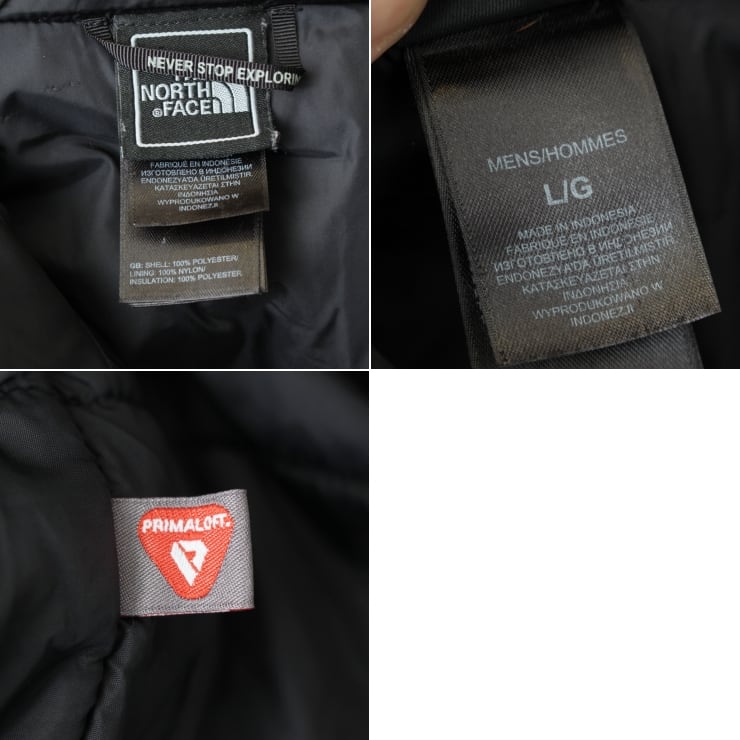 NEVER STOP EXPLORIN
THE
NORTH
FACE
FABRIQUÉ EN INDONÉSIE
ИЗГОТОВЛЕНО В ИНДОНЕЗИИ
ENDONEZYA'DA ÜRETILMISTIR.
ΚΑΤΑΣΚΕΥΑΖΕΤΑΙ ΣΤΗΝ
ΙΝΔΟΝΗΣΙΑ
WYPRODUKOWANO W
INDONEZJI
GB: SHELL: 100% POLYESTER/
LINING: 100% NYLON/
INSULATION: 100% POLYESTER.
MENS/HOMMES
L/G
MADE IN INDONESIA
FABRIQUÉ EN INDONÉSIE
ИЗГОТОВЛЕНО В ИНДОНЕЗИИ
ENDONEZYA'DA ÜRETILMISTIR.
ΚΑΤΑΣΚΕΥΑΖΕΤΑΙ ΣΤΗΝ
ΙΝΔΟΝΗΣΙΑ
WYPRODUKOWANO W
INDONEZJI
PRIMALOFT